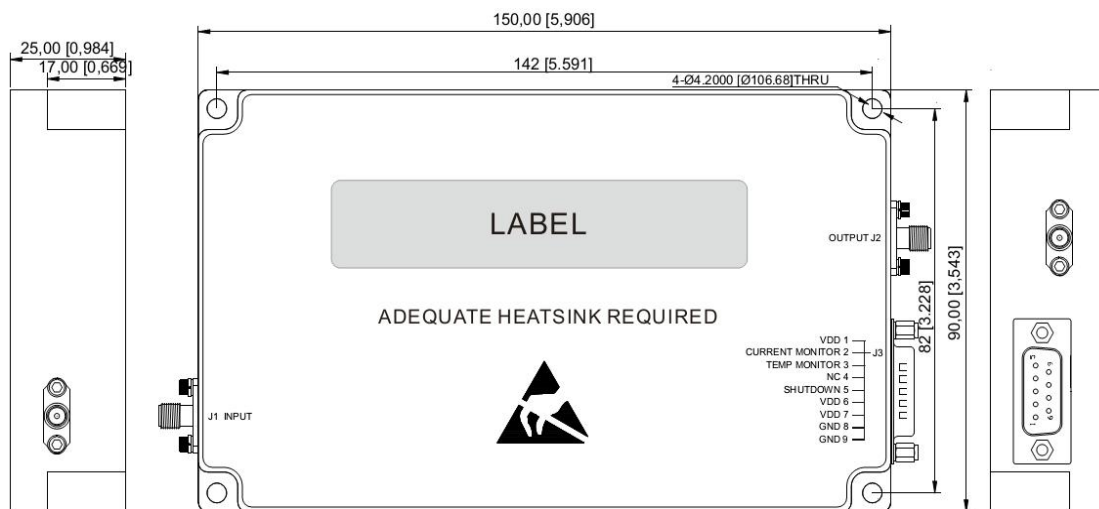 150,00 [5,906]
25,00 [0,984]
17,00 [0,669]
142 [5.591]
4-Ø4.2000 [Ø106.68]THRU
LABEL
OUTPUT J2
82 [3.228]
90,00 [3,543]
ADEQUATE HEATSINK REQUIRED
VDD 1
CURRENT MONITOR 2
J3
TEMP MONITOR 3
NC 4
SHUTDOWN 5
VDD 6
VDD 7
GND 8
GND 9
J1 INPUT